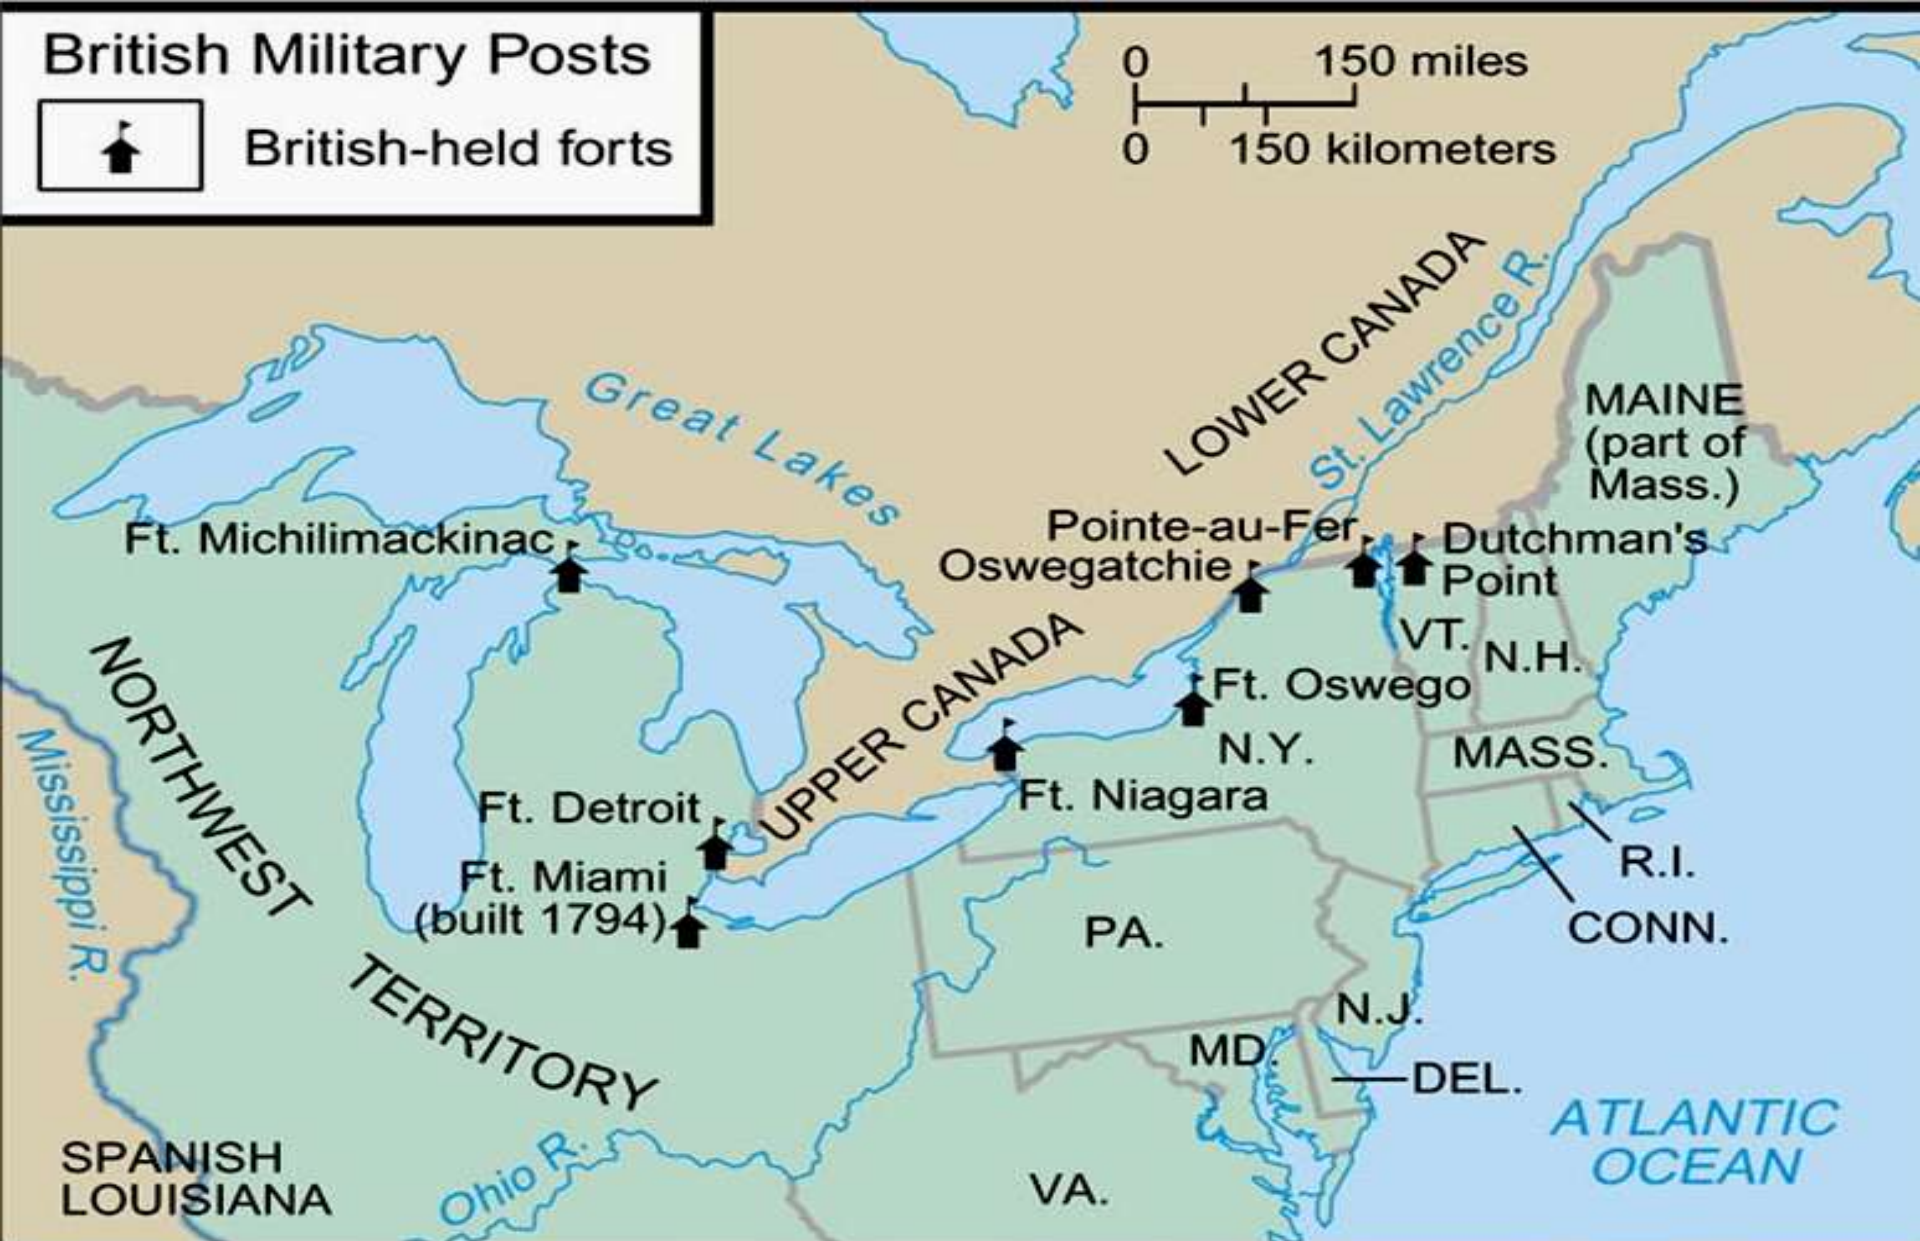 British Military Posts
British-held forts
0 150 miles
0 150 kilometers
LOWER CANADA
St. Lawrence R.
Great Lakes
MAINE
(part of
Mass.)
Ft. Michilimackinac
Pointe-au-Fer
Oswegatchie
Dutchman's
Point
UPPER CANADA
VT.
N.H.
Ft. Oswego
NORTHWEST
Mississippi R.
N.Y.
MASS.
Ft. Detroit
Ft. Niagara
Ft. Miami
(built 1794)
R.I.
CONN.
PA.
TERRITORY
N.J.
MD.
DEL.
ATLANTIC
OCEAN
SPANISH
LOUISIANA
Ohio R.
VA.